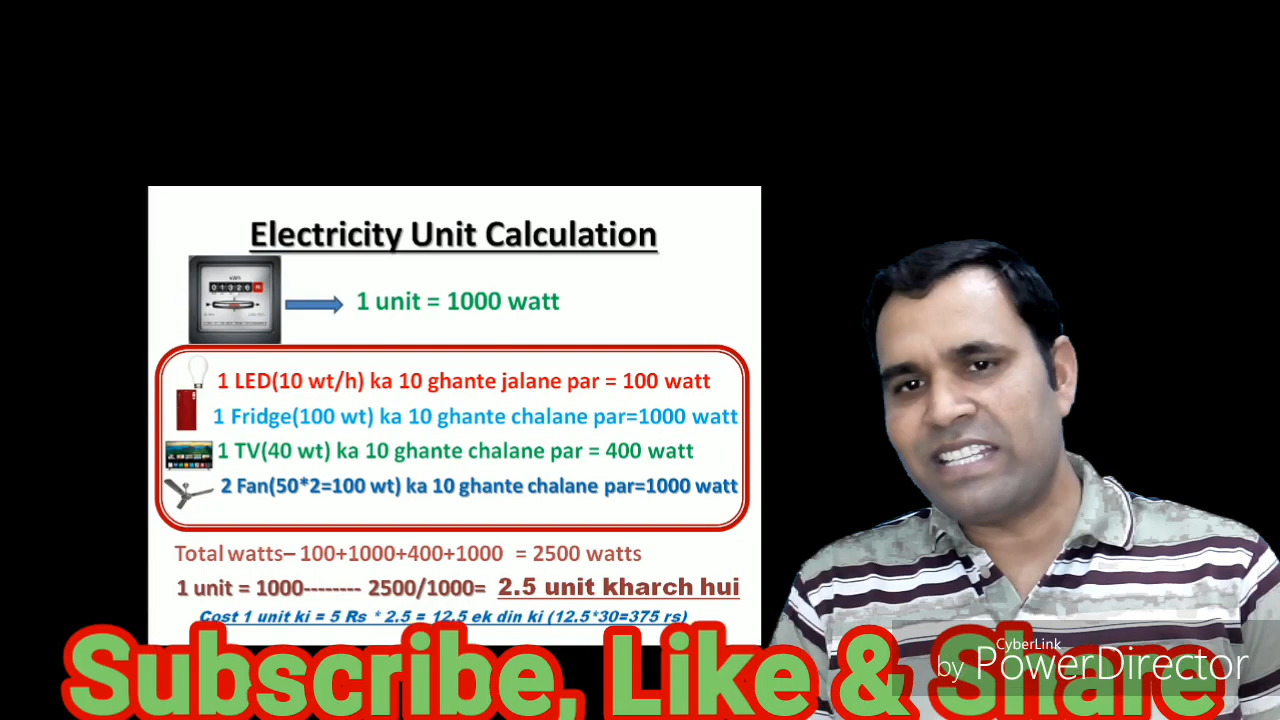 Electricity Unit Calculation
01326
1 unit = 1000 watt
1 LED(10 wt/h) ka 10 ghante jalane par = 100 watt
1 Fridge(100 wt) ka 10 ghante chalane par=1000 watt
1 TV(40 wt) ka 10 ghante chalane par = 400 watt
2 Fan(50*2=100 wt) ka 10 ghante chalane par=1000 watt
Total watts– 100+1000+400+1000 = 2500 watts
1 unit = 1000-------- 2500/1000= 2.5 unit kharch hui
Cost 1 unit ki = 5 Rs * 2.5 = 12.5 ek din ki (12.5*30=375 rs)
Subscribe, Like & Share
CyberLink
by PowerDirector